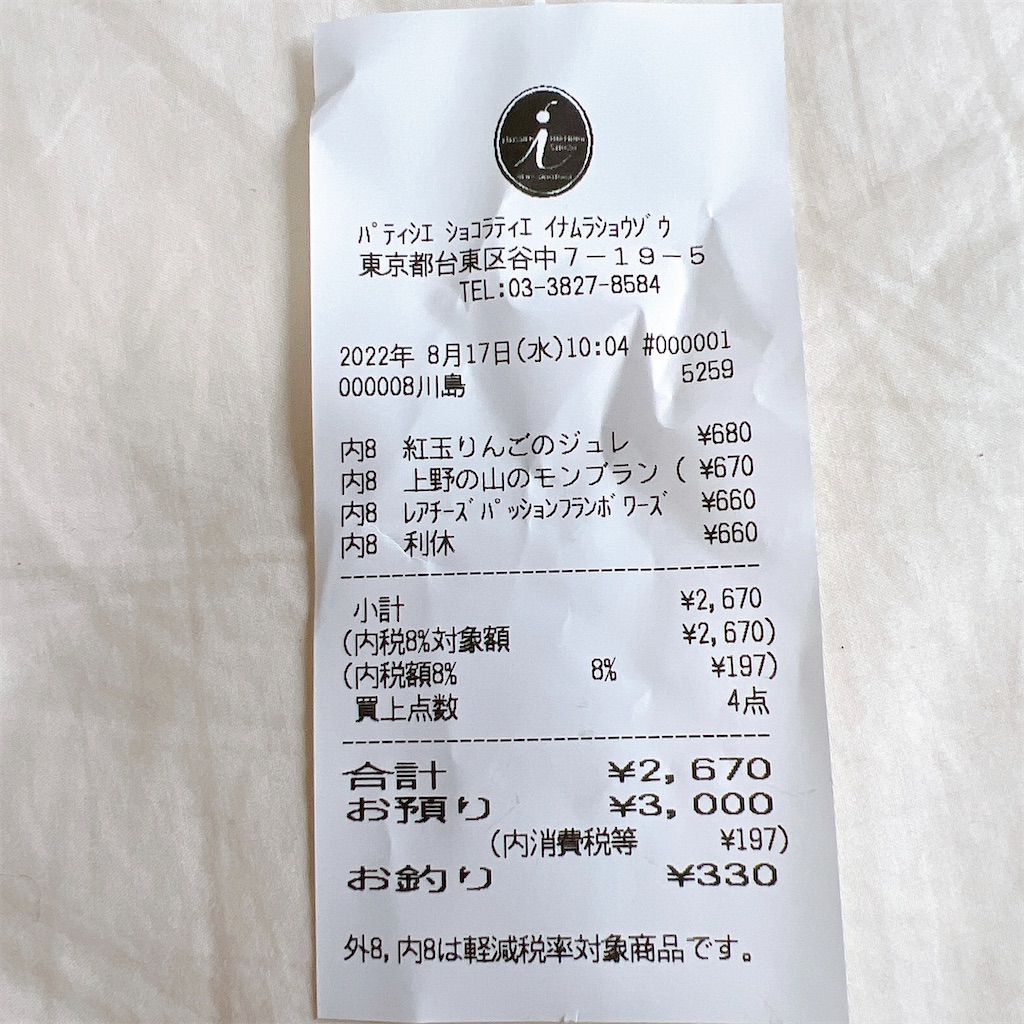 i
ﾊﾟﾃｨｼｴ ｼｮｺﾗﾃｨｴ ｲﾅﾑﾗｼｮｳｿﾞｳ
東京都台東区谷中7-19-5
TEL:03-3827-8584
2022年 8月17日(水)10:04 #000001
000008川島 5259
内8 紅玉りんごのジュレ ¥680
内8 上野の山のモンブラン ( ¥670
内8 ﾚｱﾁｰｽﾞﾊﾟｯｼｮﾝﾌﾗﾝﾎﾞﾜｰｽﾞ ¥660
内8 利休 ¥660
小計 ¥2,670
(内税8%対象額 ¥2,670)
(内税額8% 8% ¥197)
買上点数 4点
合計 ¥2,670
お預り ¥3,000
(内消費税等 ¥197)
お釣り ¥330
外8,内8は軽減税率対象商品です。